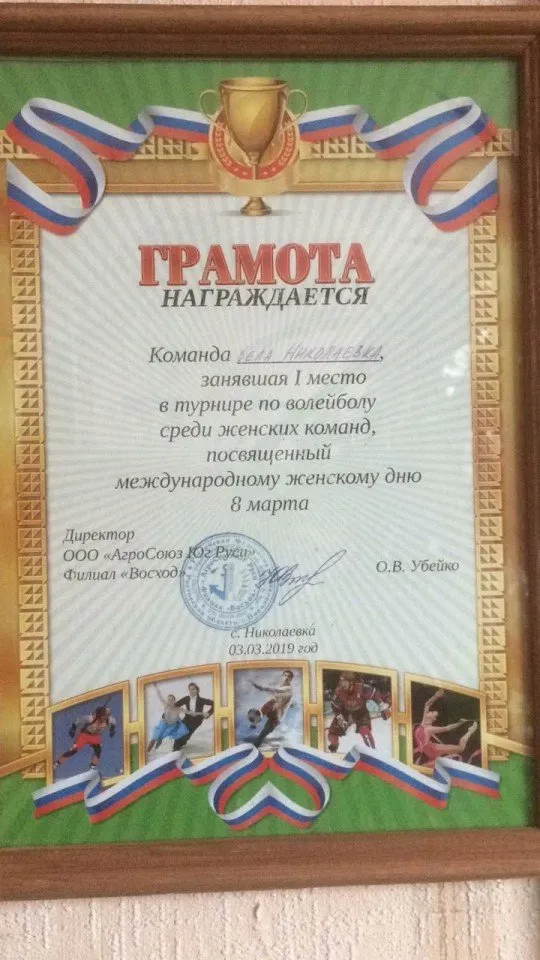 ГРАМОТА
НАГРАЖДАЕТСЯ
Команда села Николаевка,
занявшая I место
в турнире по волейболу
среди женских команд,
посвященный
международному женскому дню
8 марта
Директор
ООО «АгроСоюз Юг Руси»
Филиал «Восход»
О.В. Убейко
с. Николаевка
03.03.2019 год